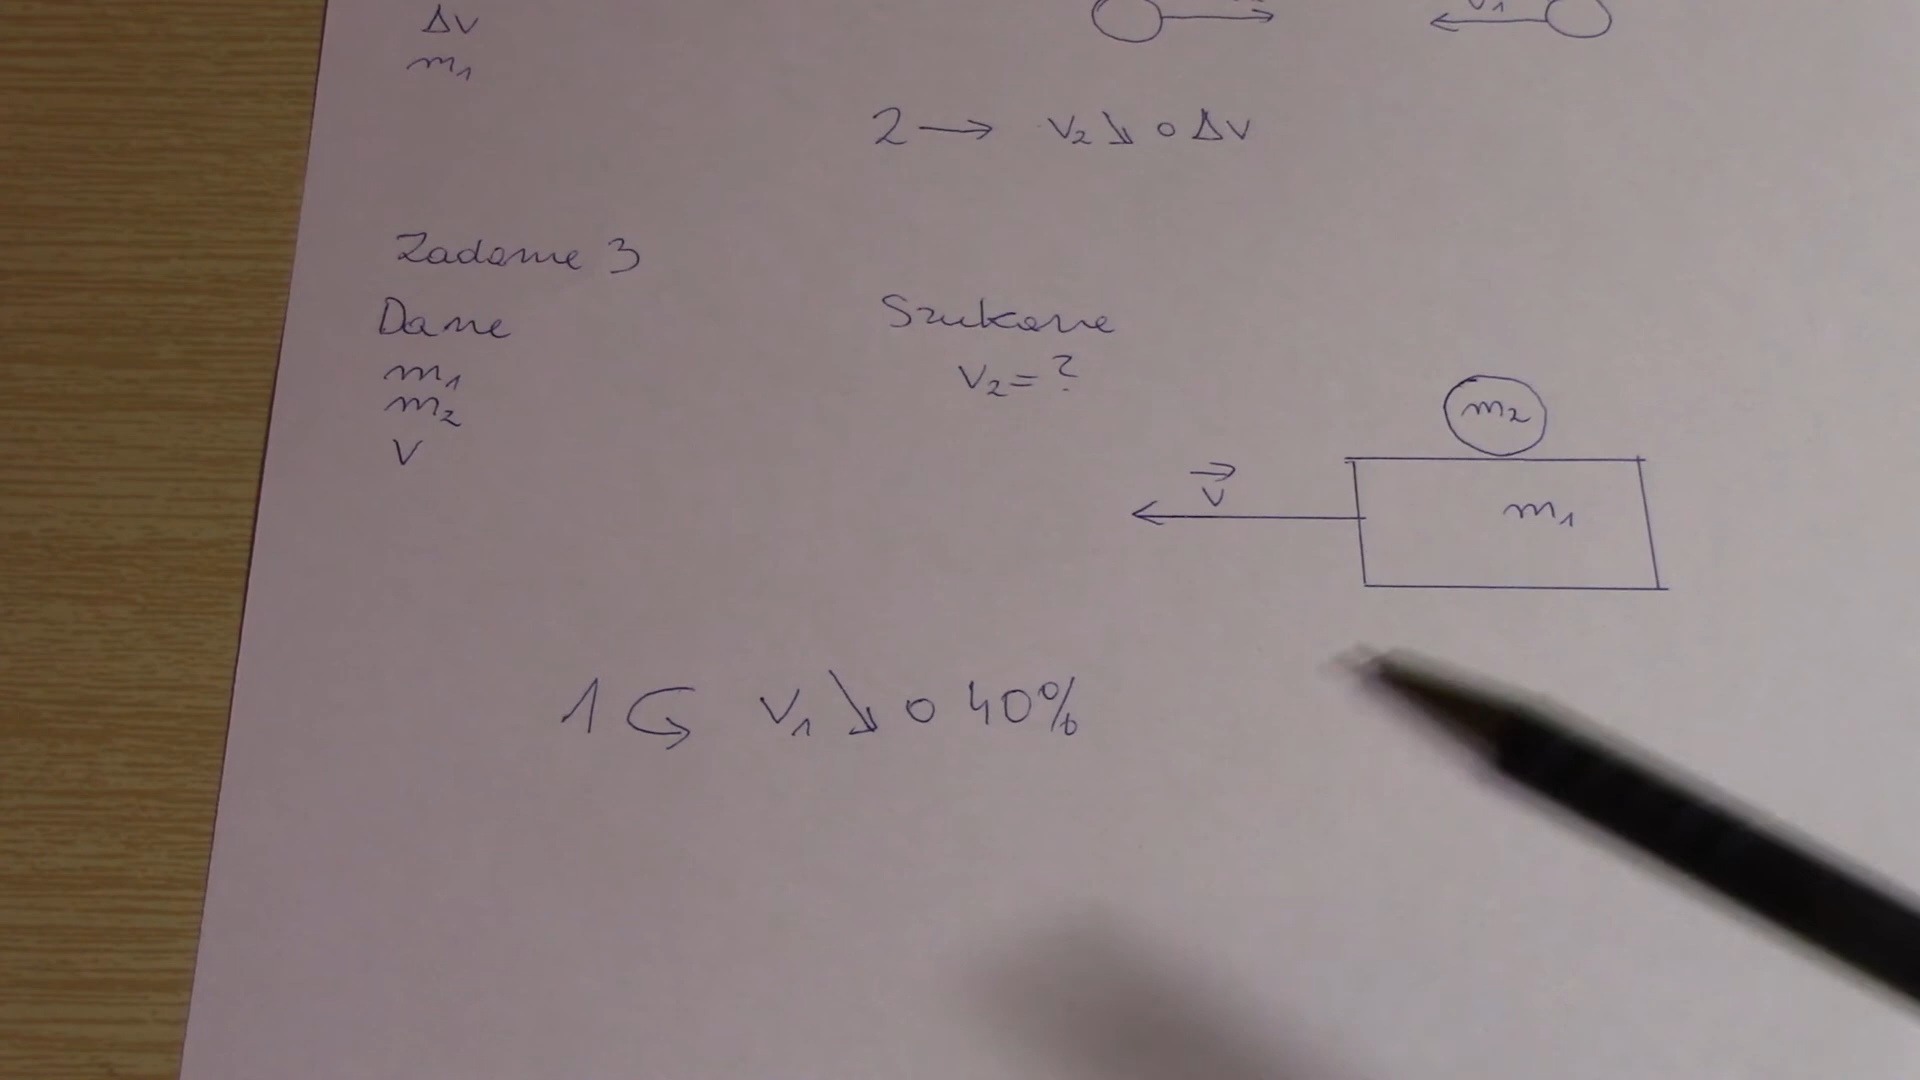 Δv
m₁
v₁
2 → v₂ ↘ o Δv
Zadanie 3
Dane
Szukane
m₁
m₂
v
v₂ = ?
m₂
v
m₁
1 v₁ ↘ o 40%